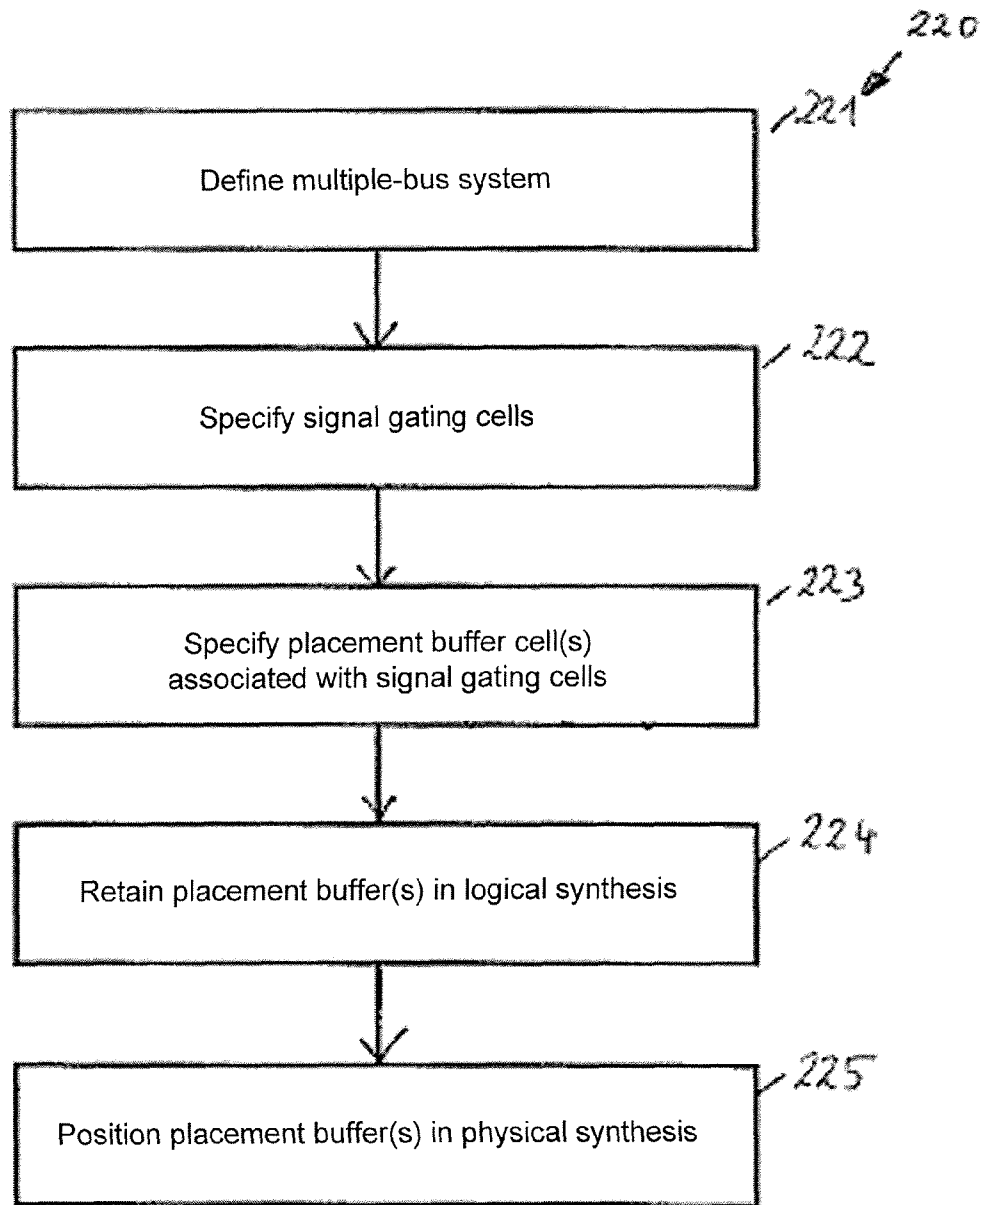 220
221
Define multiple-bus system
222
Specify signal gating cells
223
Specify placement buffer cell(s)
associated with signal gating cells
224
Retain placement buffer(s) in logical synthesis
225
Position placement buffer(s) in physical synthesis